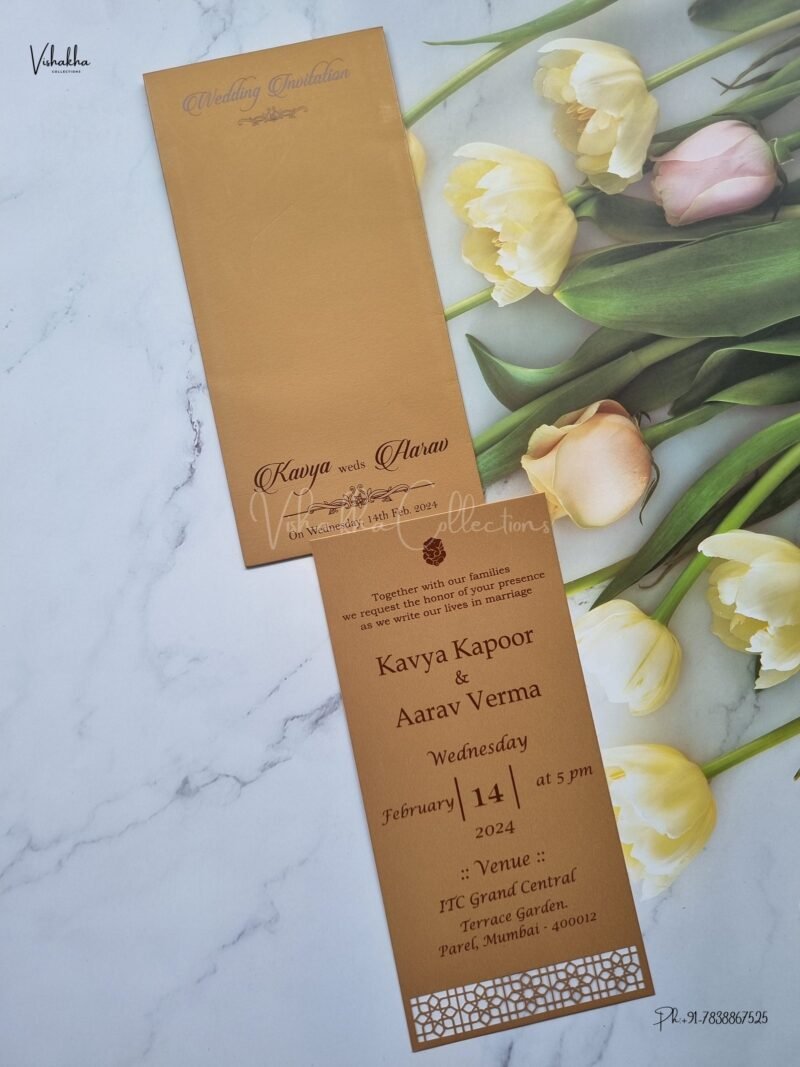 Vishakha
COLLECTIONS
Wedding Invitation
Kavya weds Aarav
On Wednesday, 14th Feb. 2024
Vishakha Collections
Together with our families
we request the honor of your presence
as we write our lives in marriage
Kavya Kapoor
&
Aarav Verma
Wednesday
February 14 at 5 pm
2024
:: Venue ::
ITC Grand Central
Terrace Garden.
Parel, Mumbai - 400012
Ph:+91-7838867525